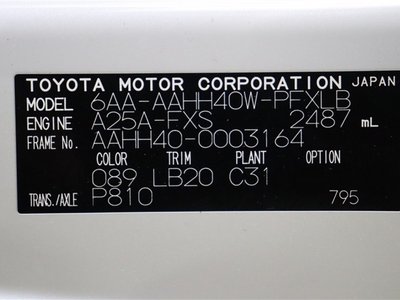 TOYOTA MOTOR CORPORATION JAPAN
MODEL 6AA-AAHH40W-PFXLB
ENGINE A25A-FXS 2487 mL
FRAME No. AAHH40-0003164
COLOR TRIM PLANT OPTION
089 LB20 C31
TRANS./AXLE P810 795